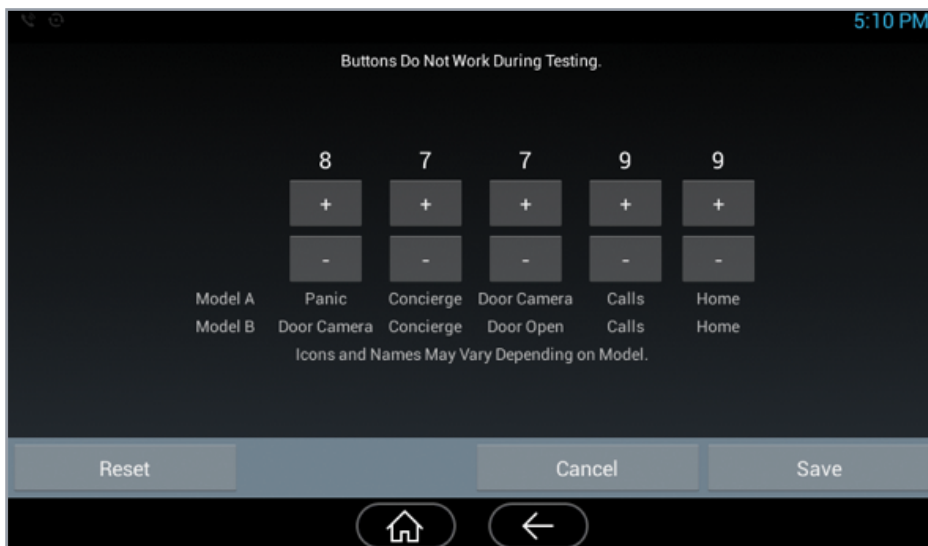 5:10 PM
Buttons Do Not Work During Testing.
8 7 7 9 9
+ + + + +
- - - - -
Model A Panic Concierge Door Camera Calls Home
Model B Door Camera Concierge Door Open Calls Home
Icons and Names May Vary Depending on Model.
Reset Cancel Save